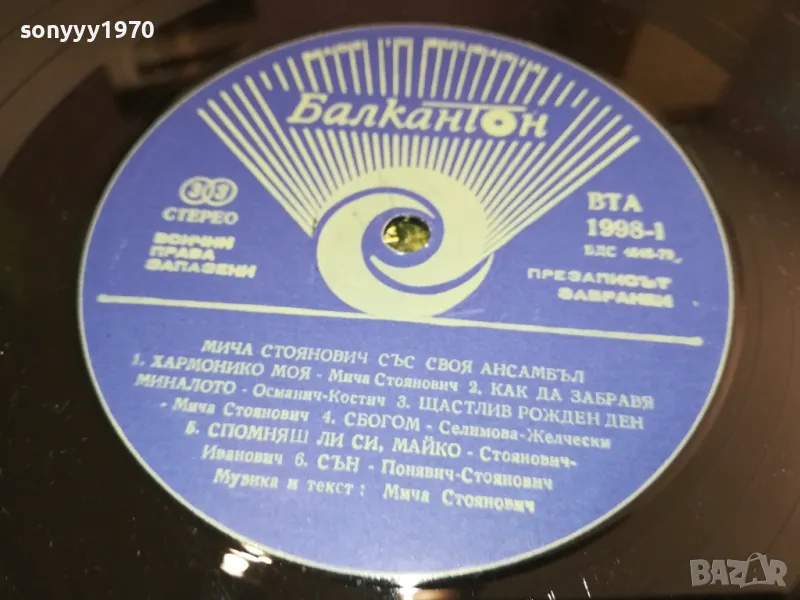 sonyyy1970
Балкантон
33
СТЕРЕО
ВСИЧКИ
ПРАВА
ЗАПАЗЕНИ
ВТА
1998-1
БДС
ПРЕЗАПИСЪТ
ЗАБРАНЕН
МИЧА СТОЯНОВИЧ СЪС СВОЯ АНСАМБЪЛ
1. ХАРМОНИКО МОЯ - Мича Стоянович 2. КАК ДА ЗАБРАВЯ
МИНАЛОТО - Османич-Костич 3. ЩАСТЛИВ РОЖДЕН ДЕН
- Мича Стоянович 4. СБОГОМ - Селимова-Желчески
5. СПОМНЯШ ЛИ СИ, МАЙКО - Стоянович-
Иванович 6. СЪН - Понявич-Стоянович
Музика и текст: Мича Стоянович
BAZAR